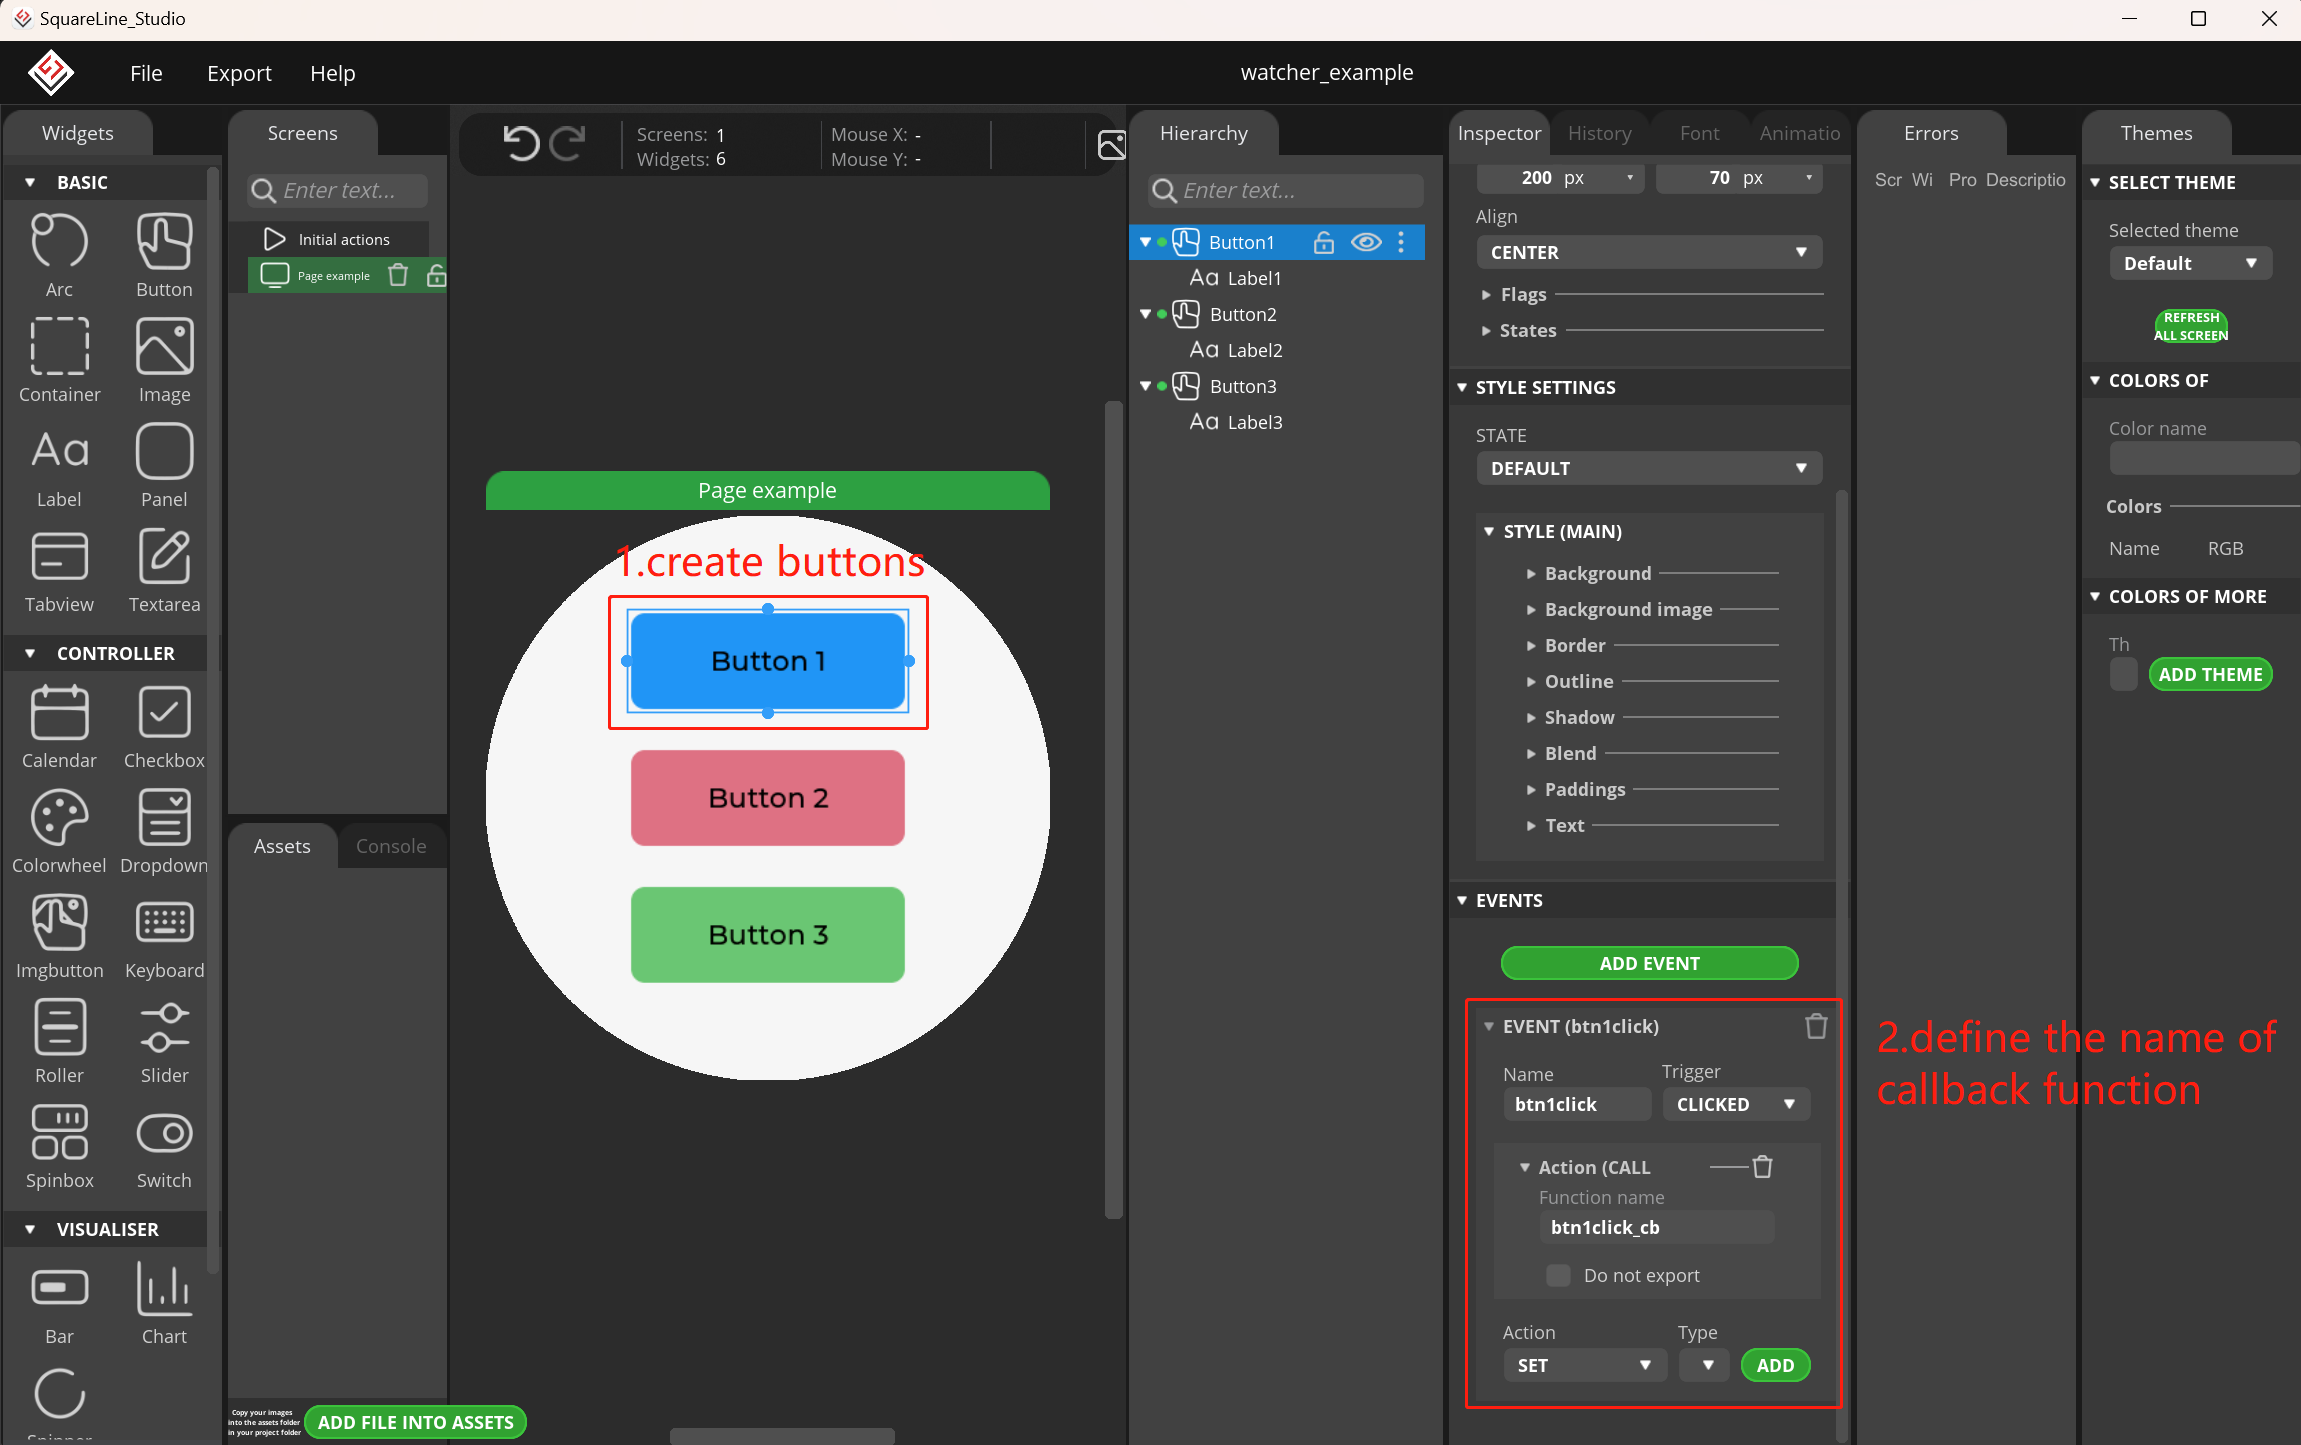 SquareLine_Studio
File
Export
Help
watcher_example
Widgets
BASIC
Arc
Button
Container
Image
Label
Panel
Tabview
Textarea
CONTROLLER
Calendar
Checkbox
Colorwheel
Dropdown
Imgbutton
Keyboard
Roller
Slider
Spinbox
Switch
VISUALISER
Bar
Chart
Spinner
Screens
Enter text...
Initial actions
Page example
Assets
Console
Copy your images
into the assets folder
in your project folder
ADD FILE INTO ASSETS
Screens: 1
Widgets: 6
Mouse X: -
Mouse Y: -
Page example
1.create buttons
Button 1
Button 2
Button 3
Hierarchy
Enter text...
Button1
Aa Label1
Button2
Aa Label2
Button3
Aa Label3
Inspector
History
Font
Animatio
200 px
70 px
Align
CENTER
Flags
States
STYLE SETTINGS
STATE
DEFAULT
STYLE (MAIN)
Background
Background image
Border
Outline
Shadow
Blend
Paddings
Text
EVENTS
ADD EVENT
EVENT (btn1click)
Name
Trigger
btn1click
CLICKED
Action (CALL
Function name
btn1click_cb
Do not export
Action
Type
SET
ADD
2.define the name of
callback function
Errors
Scr Wi Pro Descriptio
Themes
SELECT THEME
Selected theme
Default
REFRESH
ALL SCREEN
COLORS OF
Color name
Colors
Name
RGB
COLORS OF MORE
Th
ADD THEME